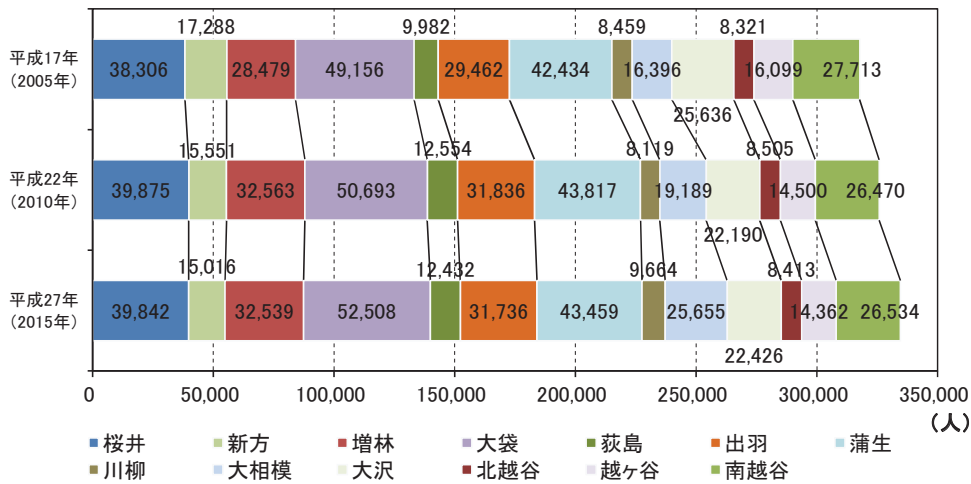 17,288 9,982 8,459 8,321
平成17年
(2005年)
38,306 28,479 49,156 29,462 42,434 16,396 16,099 27,713
25,636
15,551 12,554 8,119 8,505
平成22年
(2010年)
39,875 32,563 50,693 31,836 43,817 19,189 14,500 26,470
22,190
15,016 12,432 9,664 8,413
平成27年
(2015年)
39,842 32,539 52,508 31,736 43,459 25,655 14,362 26,534
22,426
0 50,000 100,000 150,000 200,000 250,000 300,000 350,000
(人)
桜井 新方 増林 大袋 荻島 出羽 蒲生
川柳 大相模 大沢 北越谷 越ヶ谷 南越谷